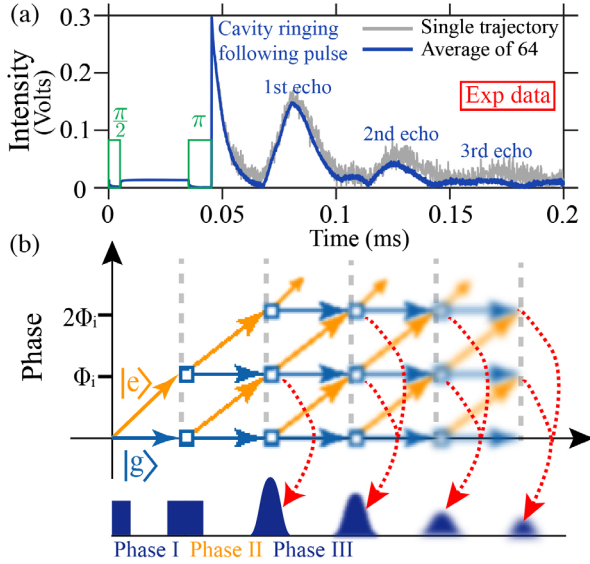 (a)
0.3
0.2
0.1
0
Intensity
(Volts)
π/2
π
Cavity ringing
following pulse
Single trajectory
Average of 64
1st echo
Exp data
2nd echo
3rd echo
0
0.05
0.1
0.15
0.2
Time (ms)
(b)
Phase
2Φi
Φi
|e⟩
|g⟩
Phase I Phase II Phase III